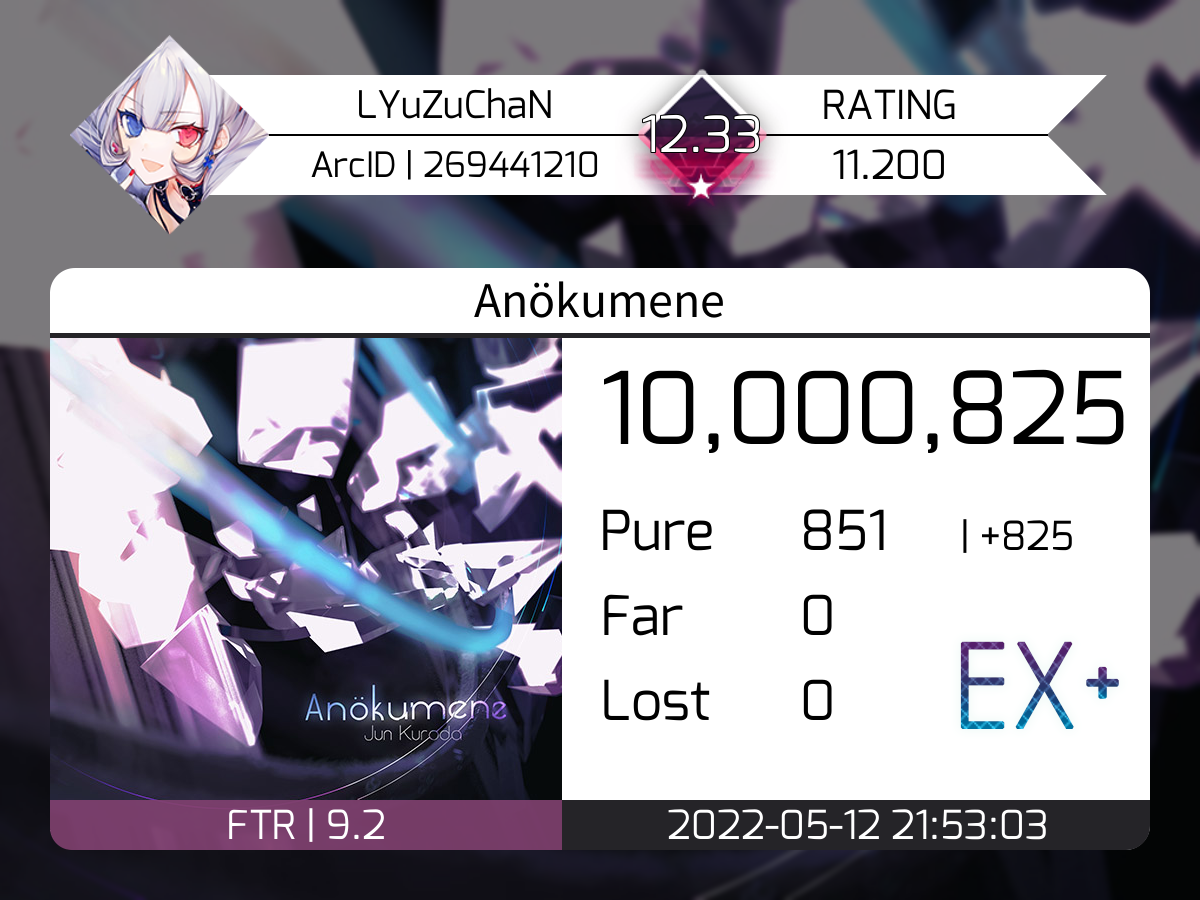 LYuZuChaN
ArcID | 269441210
12.33
RATING
11.200
Anökumene
10,000,825
Pure 851 | +825
Far 0
Lost 0
EX+
Anökumene
Jun Kuroda
FTR | 9.2
2022-05-12 21:53:03